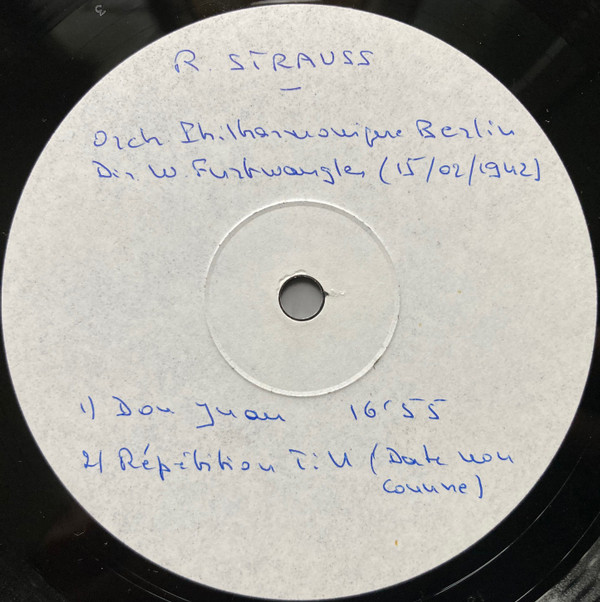 R. STRAUSS
Orch. Philharmonique Berlin
Dir. W. Furtwangler (15/02/1942)
1) Don Juan 16'55
2) Répétition Till (Date non
connue)